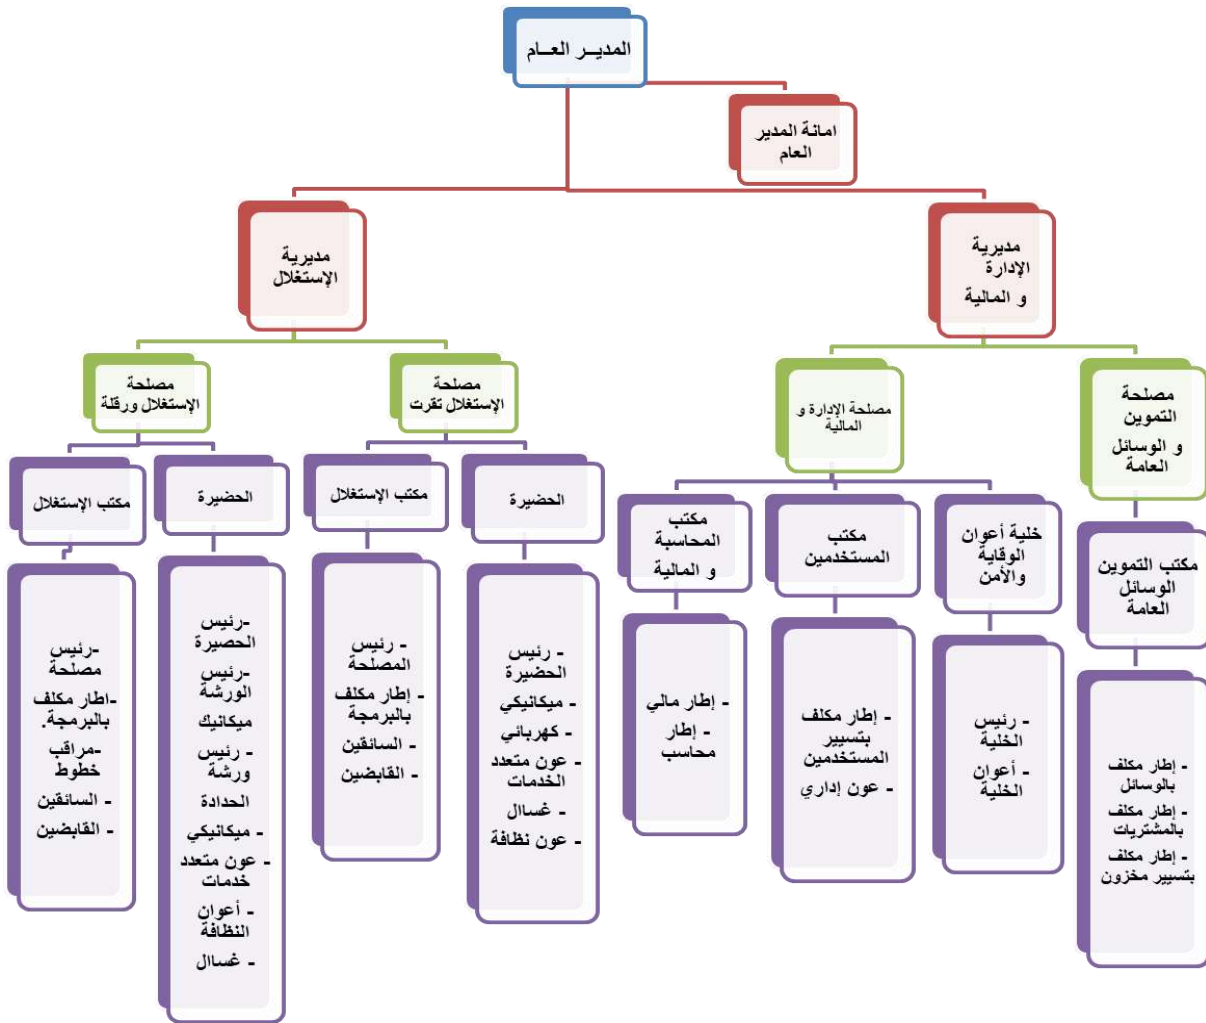 المديــر العــام
امانة المدير
العام
مديرية
الإدارة
و المالية
مديرية
الإستغلال
مصلحة
التموين
و الوسائل
العامة
مصلحة الإدارة و
المالية
مصلحة
الإستغلال تقرت
مصلحة
الإستغلال ورقلة
مكتب التموين
الوسائل
العامة
خلية أعوان
الوقاية
والأمن
مكتب
المستخدمين
مكتب
المحاسبة
و المالية
الحضيرة
مكتب الإستغلال
الحضيرة
مكتب الإستغلال
- إطار مكلف
بالوسائل
- إطار مكلف
بالمشتريات
- إطار مكلف
بتسيير مخزون
- رئيس
الخلية
- أعوان
الخلية
- إطار مكلف
بتسيير
المستخدمين
- عون إداري
- إطار مالي
- إطار
محاسب
- رئيس
الحضيرة
- ميكانيكي
- كهربائي
- عون متعدد
الخدمات
- غساال
- عون نظافة
- رئيس
المصلحة
- إطار مكلف
بالبرمجة
- السائقين
- القابضين
-رئيس
الحصيرة
-رئيس
الورشة
ميكانيك
- رئيس
ورشة
الحدادة
- ميكانيكي
- عون متعدد
خدمات
- أعوان
النظافة
- غساال
-رئيس
مصلحة
-اطار مكلف
بالبرمجة.
-مراقب
خطوط
- السائقين
- القابضين